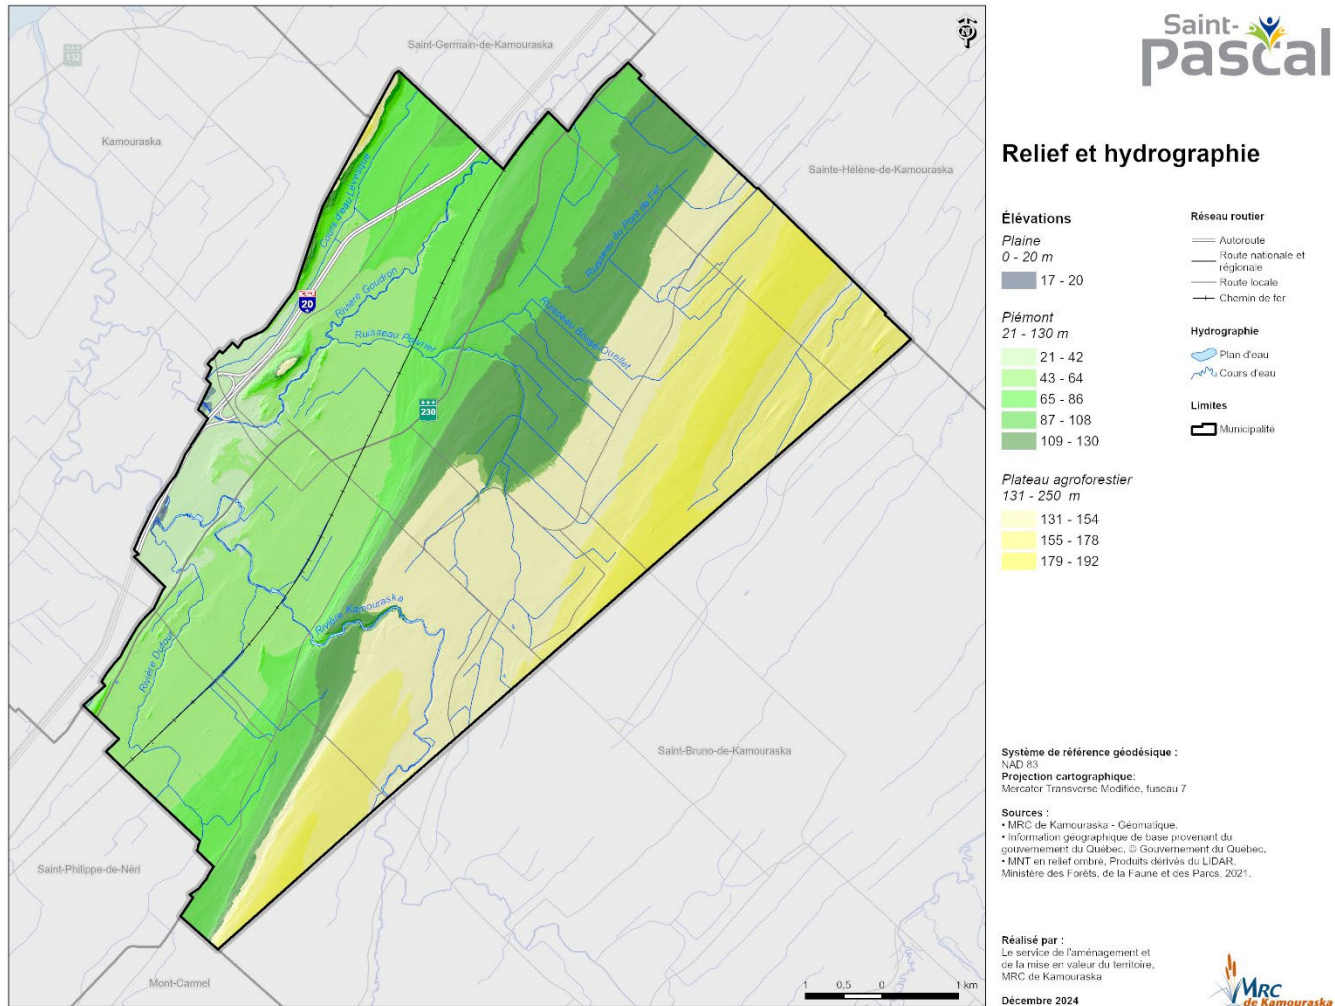 Saint-
pascal
Relief et hydrographie
Élévations
Plaine
0 - 20 m
17 - 20
Piémont
21 - 130 m
21 - 42
43 - 64
65 - 86
87 - 108
109 - 130
Plateau agroforestier
131 - 250 m
131 - 154
155 - 178
179 - 192
Réseau routier
Autoroute
Route nationale et
régionale
Route locale
Chemin de fer
Hydrographie
Plan d'eau
Cours d'eau
Limites
Municipalité
Système de référence géodésique :
NAD 83
Projection cartographique:
Mercator Transverse Modifiée, fuseau 7
Sources :
• MRC de Kamouraska - Géomatique.
• Information géographique de base provenant du
gouvernement du Québec, © Gouvernement du Québec.
• MNT en relief ombré, Produits dérivés du LIDAR,
Ministère des Forêts, de la Faune et des Parcs, 2021.
Réalisé par :
Le service de l'aménagement et
de la mise en valeur du territoire,
MRC de Kamouraska
Décembre 2024
MRC
de Kamouraska
132
Saint-Germain-de-Kamouraska
N
Kamouraska
Sainte-Hélène-de-Kamouraska
Cours d'eau Levesque
Ruisseau du Pont de Fer
20
Rivière Goudron
Ruisseau Poivrier
Ruisseau Bossé-Ouellet
230
Rivière Kamouraska
Rivière Dufour
Saint-Bruno-de-Kamouraska
Saint-Philippe-de-Néri
Mont-Carmel
1 0,5 0 1 km